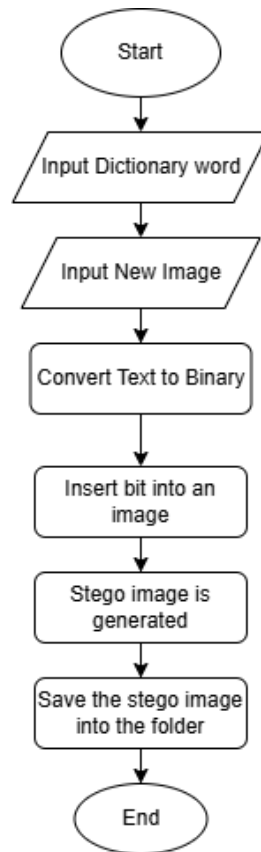 Start
Input Dictionary word
Input New Image
Convert Text to Binary
Insert bit into an
image
Stego image is
generated
Save the stego image
into the folder
End